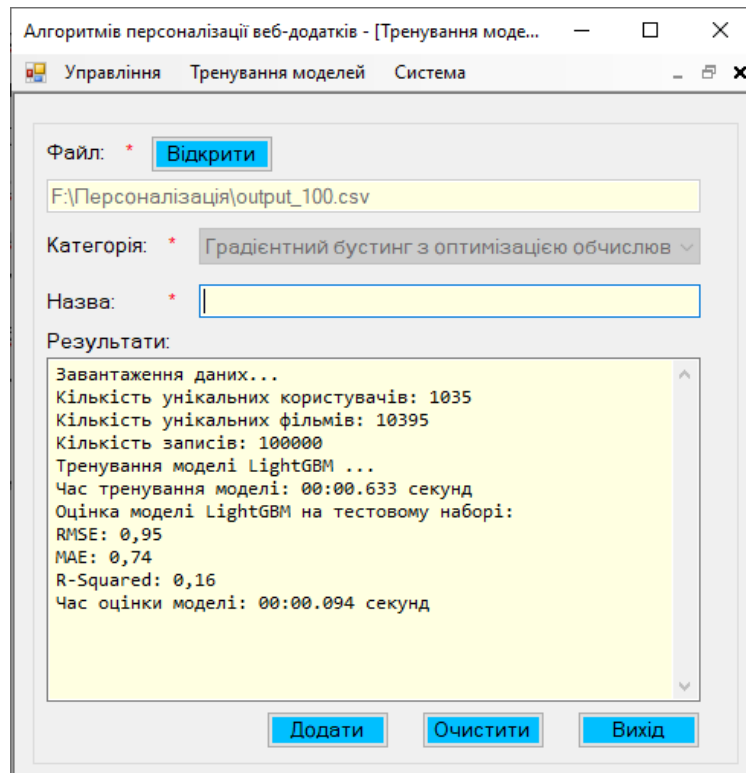 Алгоритмів персоналізації веб-додатків - [Тренування моде...
Управління Тренування моделей Система
Файл: * Відкрити
F:\Персоналізація\output_100.csv
Категорія: * Градієнтний бустинг з оптимізацією обчислюв
Назва: *
Результати:
Завантаження даних...
Кількість унікальних користувачів: 1035
Кількість унікальних фільмів: 10395
Кількість записів: 100000
Тренування моделі LightGBM ...
Час тренування моделі: 00:00.633 секунд
Оцінка моделі LightGBM на тестовому наборі:
RMSE: 0,95
MAE: 0,74
R-Squared: 0,16
Час оцінки моделі: 00:00.094 секунд
Додати Очистити Вихід